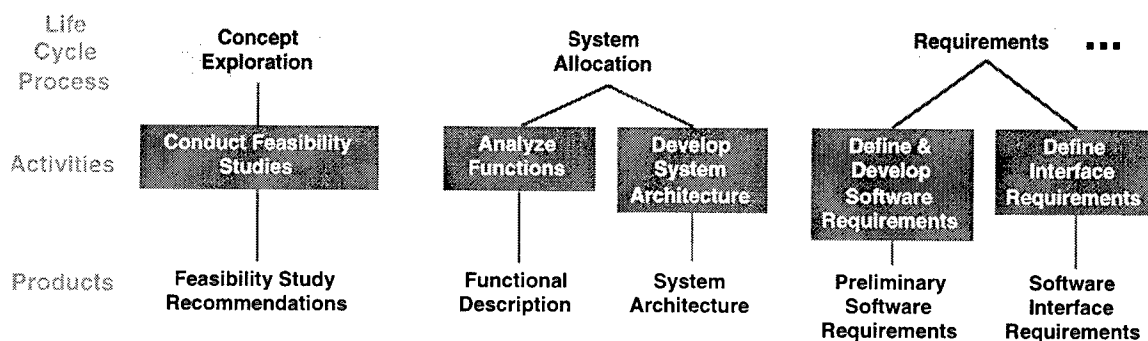 Life
Cycle
Process
Concept
Exploration
System
Allocation
Requirements ...
Activities
Conduct Feasibility
Studies
Analyze
Functions
Develop
System
Architecture
Define &
Develop
Software
Requirements
Define
Interface
Requirements
Products
Feasibility Study
Recommendations
Functional
Description
System
Architecture
Preliminary
Software
Requirements
Software
Interface
Requirements